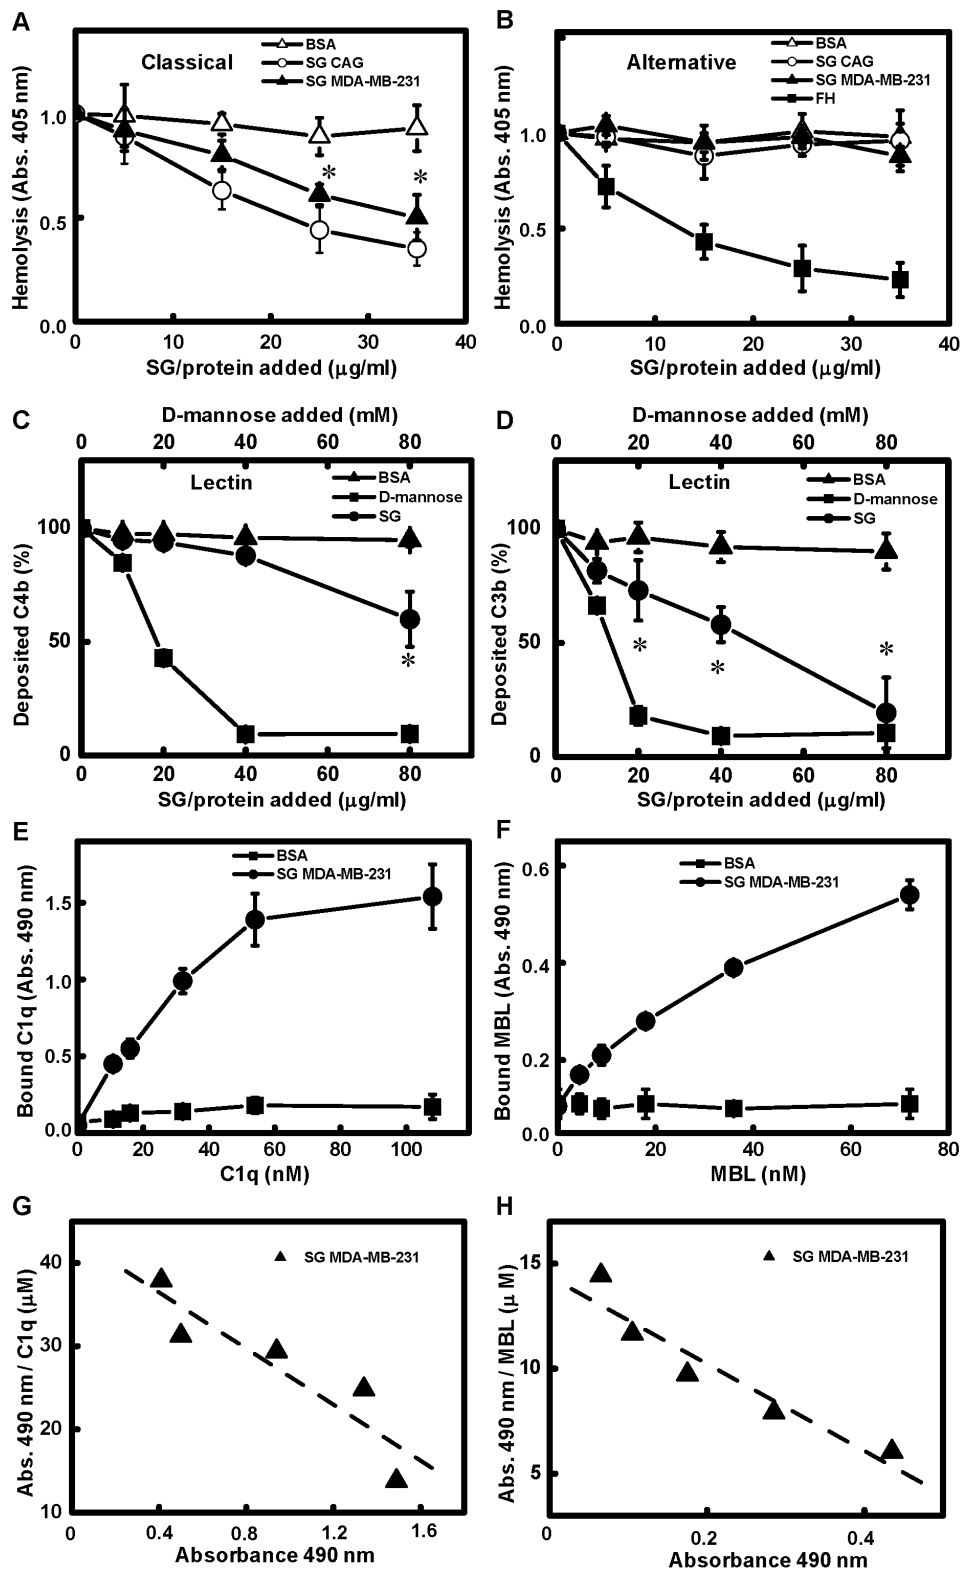 A
Classical
BSA
SG CAG
SG MDA-MB-231
Hemolysis (Abs. 405 nm)
1.0
0.5
0.0
*
*
0 10 20 30 40
SG/protein added (μg/ml)
B
Alternative
BSA
SG CAG
SG MDA-MB-231
FH
Hemolysis (Abs. 405 nm)
1.0
0.5
0.0
0 10 20 30 40
SG/protein added (μg/ml)
C
D-mannose added (mM)
0 20 40 60 80
Lectin
BSA
D-mannose
SG
Deposited C4b (%)
100
50
0
*
0 20 40 60 80
SG/protein added (μg/ml)
D
D-mannose added (mM)
0 20 40 60 80
Lectin
BSA
D-mannose
SG
Deposited C3b (%)
100
50
0
*
*
*
0 20 40 60 80
SG/protein added (μg/ml)
E
BSA
SG MDA-MB-231
Bound C1q (Abs. 490 nm)
1.5
1.0
0.5
0.0
0 20 40 60 80 100
C1q (nM)
F
BSA
SG MDA-MB-231
Bound MBL (Abs. 490 nm)
0.6
0.4
0.2
0.0
0 20 40 60 80
MBL (nM)
G
SG MDA-MB-231
Abs. 490 nm / C1q (μM)
40
30
20
10
0 0.4 0.8 1.2 1.6
Absorbance 490 nm
H
SG MDA-MB-231
Abs. 490 nm / MBL (μ M)
15
10
5
0 0.2 0.4
Absorbance 490 nm